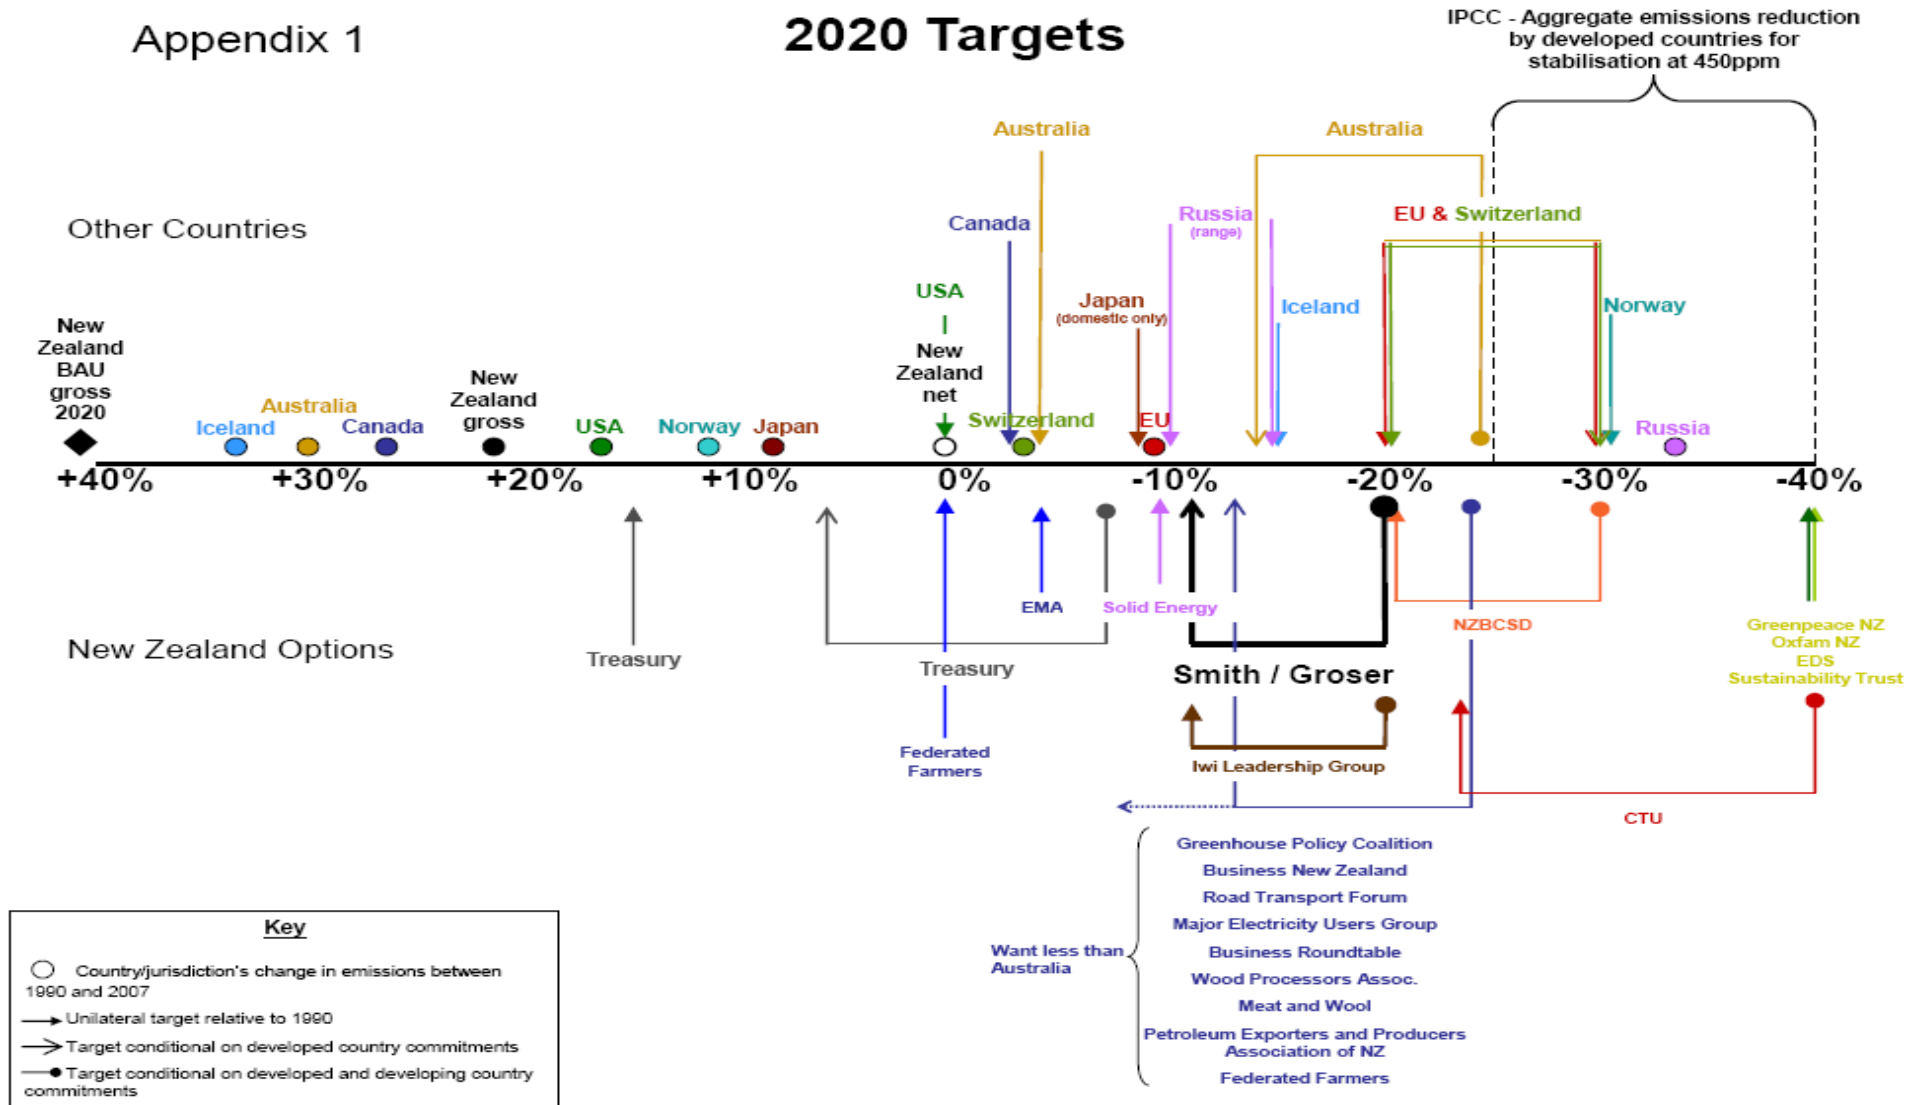 Appendix 1
2020 Targets
IPCC - Aggregate emissions reduction
by developed countries for
stabilisation at 450ppm
Australia
Australia
Other Countries
Canada
Russia
(range)
EU & Switzerland
USA
Japan
(domestic only)
Iceland
Norway
New
Zealand
BAU
gross
2020
New
Zealand
gross
New
Zealand
net
Iceland
Australia
Canada
USA
Norway
Japan
Switzerland
EU
Russia
+40%
+30%
+20%
+10%
0%
-10%
-20%
-30%
-40%
New Zealand Options
Treasury
Treasury
EMA
Solid Energy
NZBCSD
Greenpeace NZ
Oxfam NZ
EDS
Sustainability Trust
Smith / Groser
Federated
Farmers
Iwi Leadership Group
CTU
Want less than
Australia
Greenhouse Policy Coalition
Business New Zealand
Road Transport Forum
Major Electricity Users Group
Business Roundtable
Wood Processors Assoc.
Meat and Wool
Petroleum Exporters and Producers
Association of NZ
Federated Farmers
Key
Country/jurisdiction's change in emissions between
1990 and 2007
Unilateral target relative to 1990
Target conditional on developed country commitments
Target conditional on developed and developing country
commitments